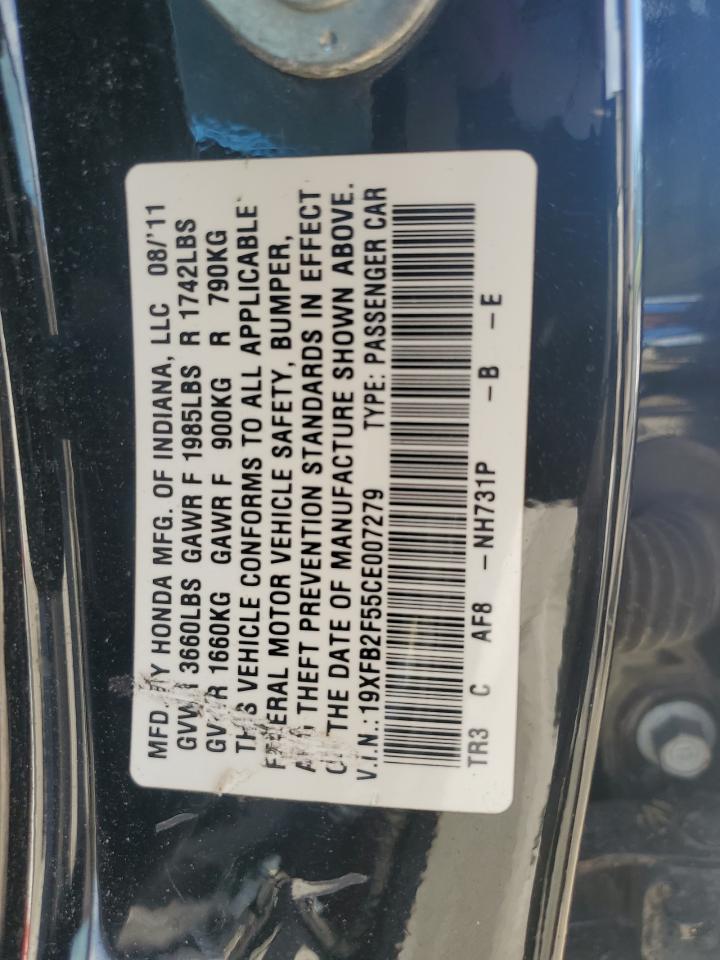 MFD. BY HONDA MFG. OF INDIANA, LLC 08/'11
GVWR 3660LBS GAWR F 1985LBS R 1742LBS
GVWR 1660KG GAWR F 900KG R 790KG
THIS VEHICLE CONFORMS TO ALL APPLICABLE
FEDERAL MOTOR VEHICLE SAFETY, BUMPER,
AND THEFT PREVENTION STANDARDS IN EFFECT
ON THE DATE OF MANUFACTURE SHOWN ABOVE.
V.I.N.: 19XFB2F55CE007279 TYPE: PASSENGER CAR
TR3 C AF8 -NH731P -B -E